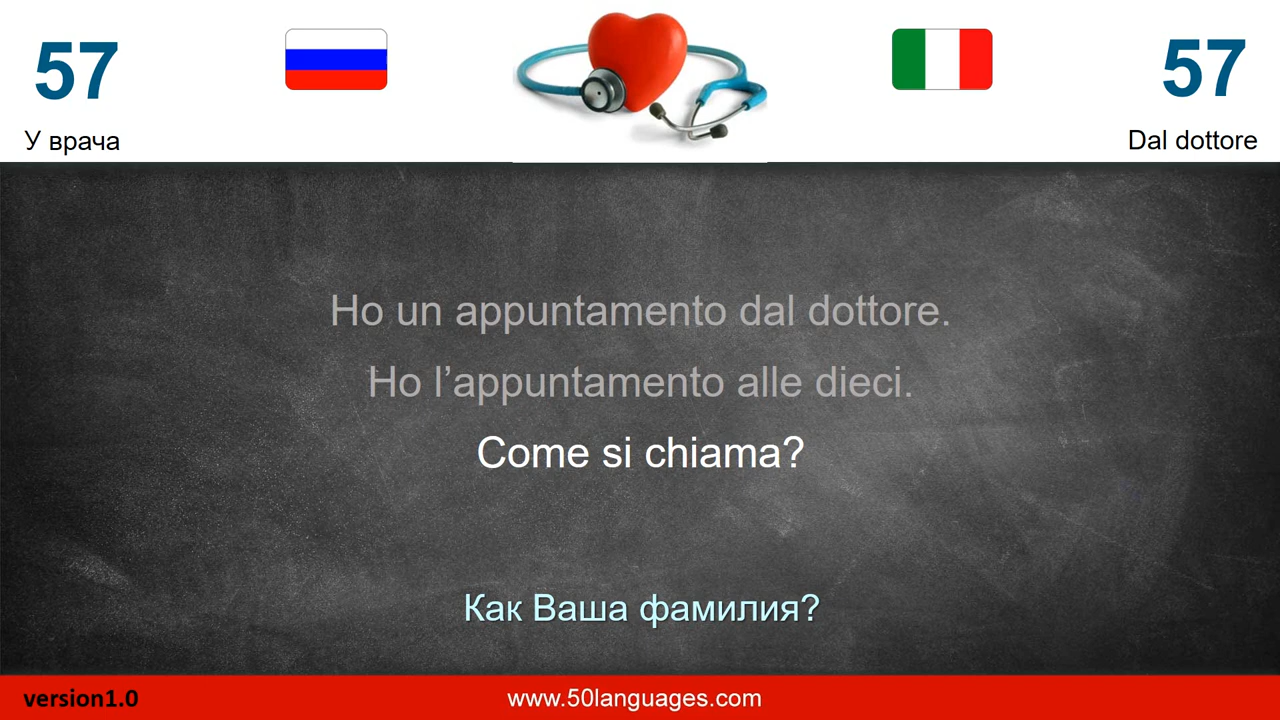 57
57
У врача
Dal dottore
Ho un appuntamento dal dottore.
Ho l’appuntamento alle dieci.
Come si chiama?
Как Ваша фамилия?
version1.0
www.50languages.com